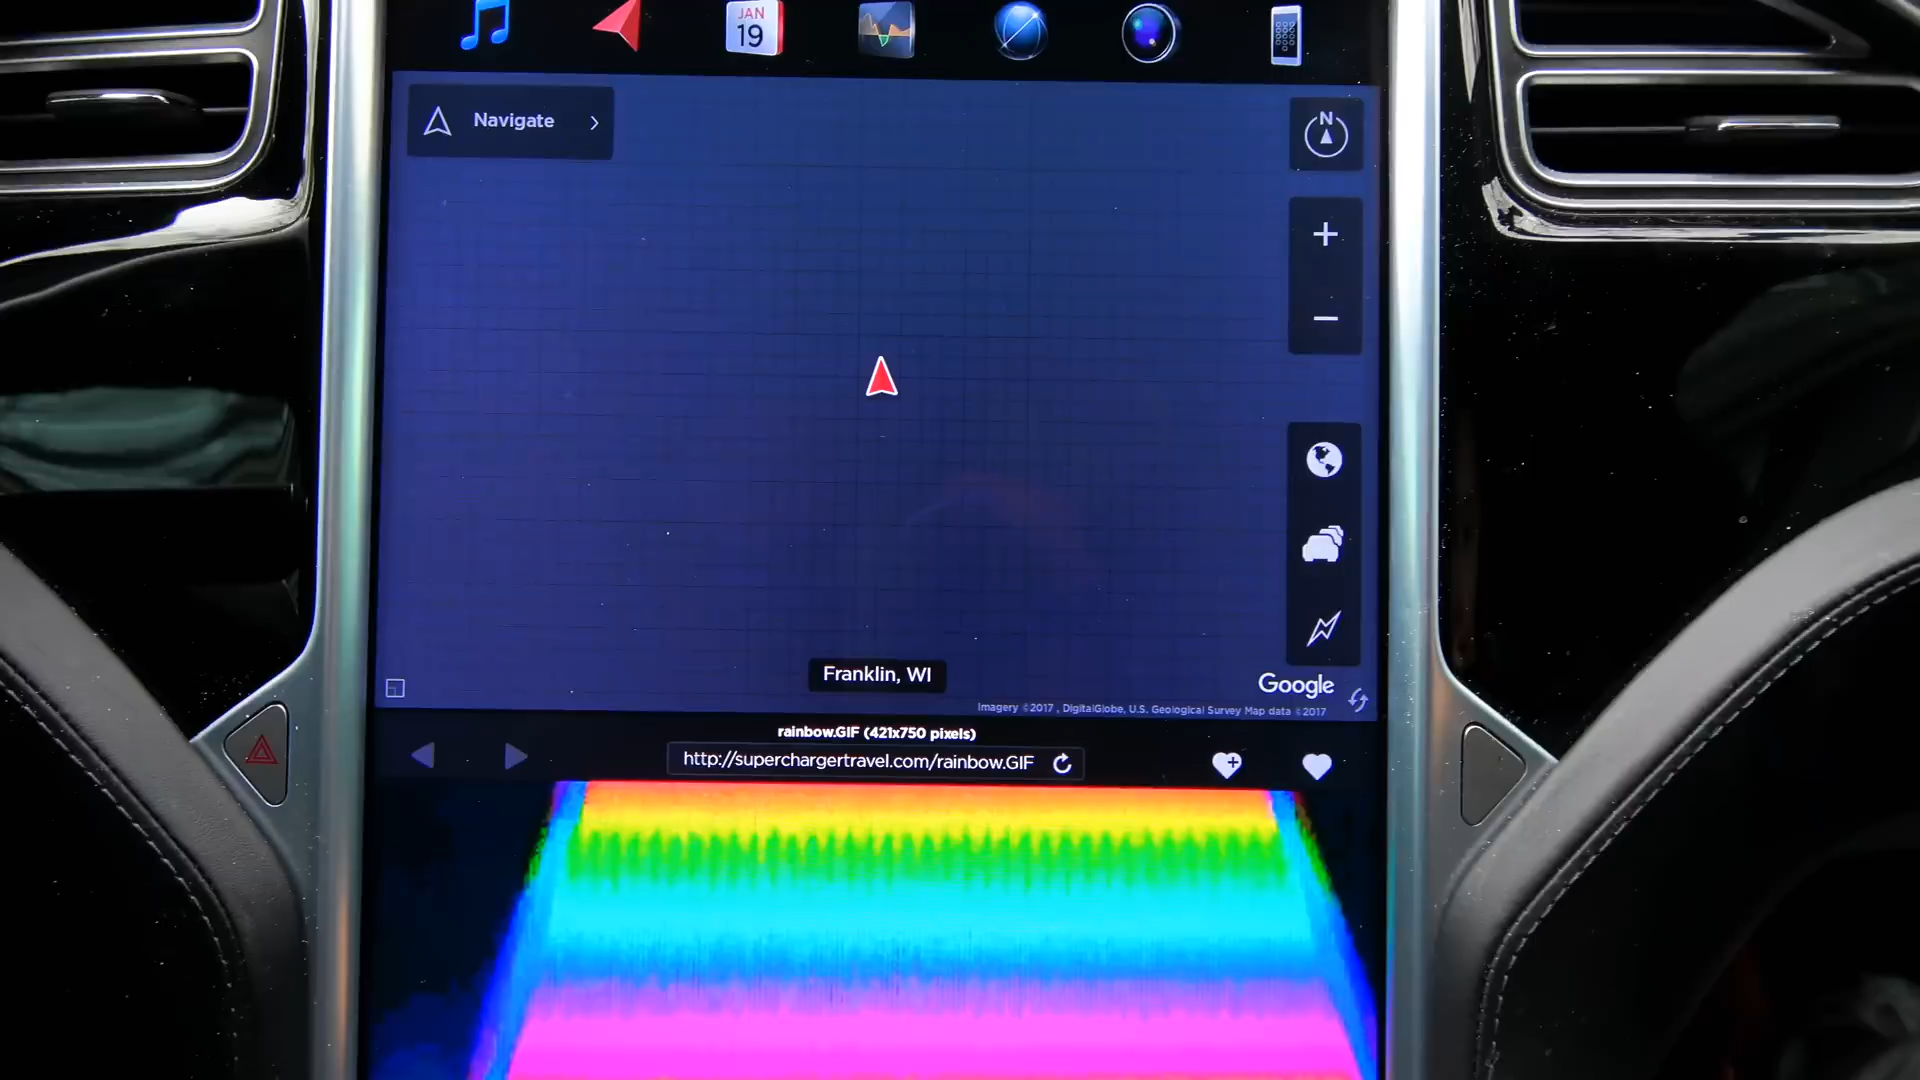 JAN
19
Navigate
N
Franklin, WI
Google
Imagery ©2017 , DigitalGlobe, U.S. Geological Survey Map data ©2017
rainbow.GIF (421x750 pixels)
http://superchargertravel.com/rainbow.GIF